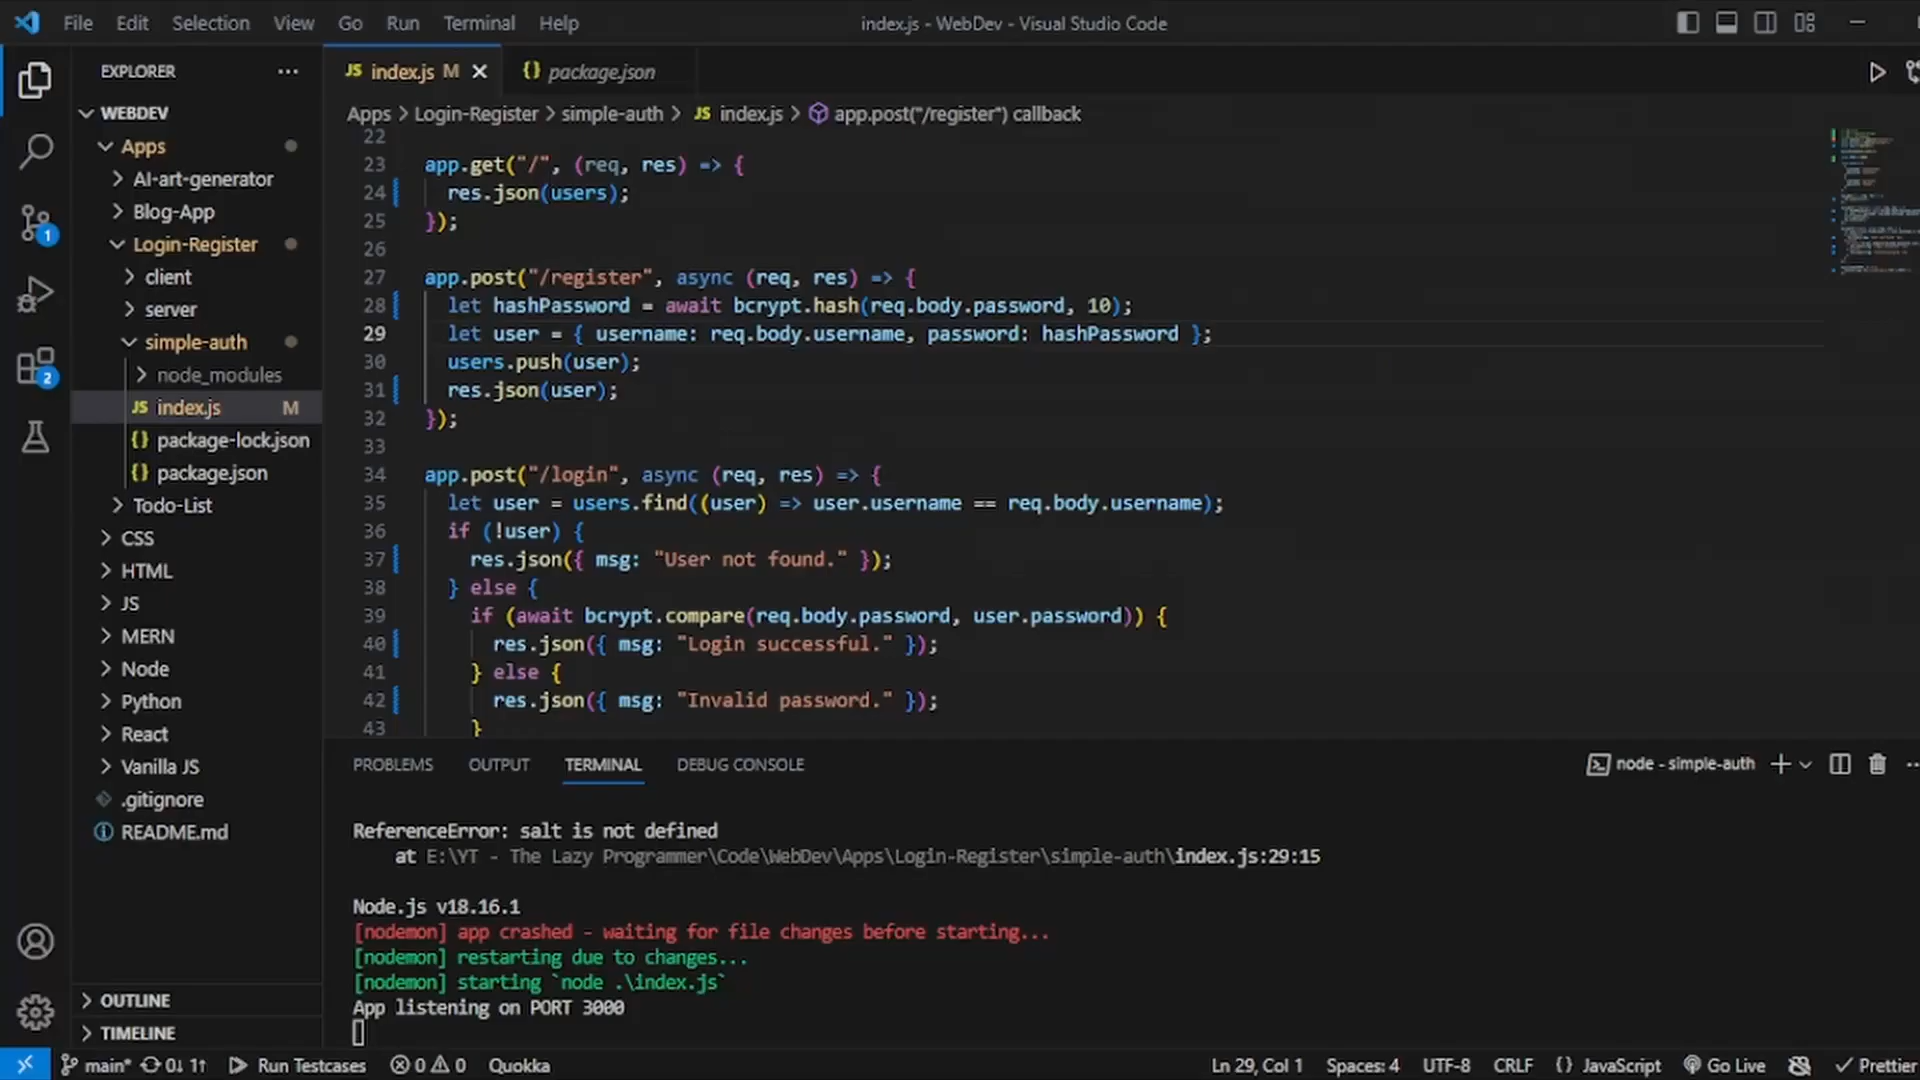 File Edit Selection View Go Run Terminal Help
index.js - WebDev - Visual Studio Code
EXPLORER
WEBDEV
Apps
AI-art-generator
Blog-App
Login-Register
client
server
simple-auth
node_modules
JS index.js M
{} package-lock.json
{} package.json
Todo-List
CSS
HTML
JS
MERN
Node
Python
React
Vanilla JS
.gitignore
README.md
OUTLINE
TIMELINE
1
2
JS index.js M
{} package.json
Apps > Login-Register > simple-auth > JS index.js > app.post("/register") callback
22
23 app.get("/", (req, res) => {
24 res.json(users);
25 });
26
27 app.post("/register", async (req, res) => {
28 let hashPassword = await bcrypt.hash(req.body.password, 10);
29 let user = { username: req.body.username, password: hashPassword };
30 users.push(user);
31 res.json(user);
32 });
33
34 app.post("/login", async (req, res) => {
35 let user = users.find((user) => user.username == req.body.username);
36 if (!user) {
37 res.json({ msg: "User not found." });
38 } else {
39 if (await bcrypt.compare(req.body.password, user.password)) {
40 res.json({ msg: "Login successful." });
41 } else {
42 res.json({ msg: "Invalid password." });
43 }
PROBLEMS OUTPUT TERMINAL DEBUG CONSOLE
node - simple-auth
ReferenceError: salt is not defined
at E:\YT - The Lazy Programmer\Code\WebDev\Apps\Login-Register\simple-auth\index.js:29:15
Node.js v18.16.1
[nodemon] app crashed - waiting for file changes before starting...
[nodemon] restarting due to changes...
[nodemon] starting `node .\index.js`
App listening on PORT 3000
main* 0↓ 1↑ Run Testcases 0 0 Quokka
Ln 29, Col 1 Spaces: 4 UTF-8 CRLF {} JavaScript Go Live Prettier